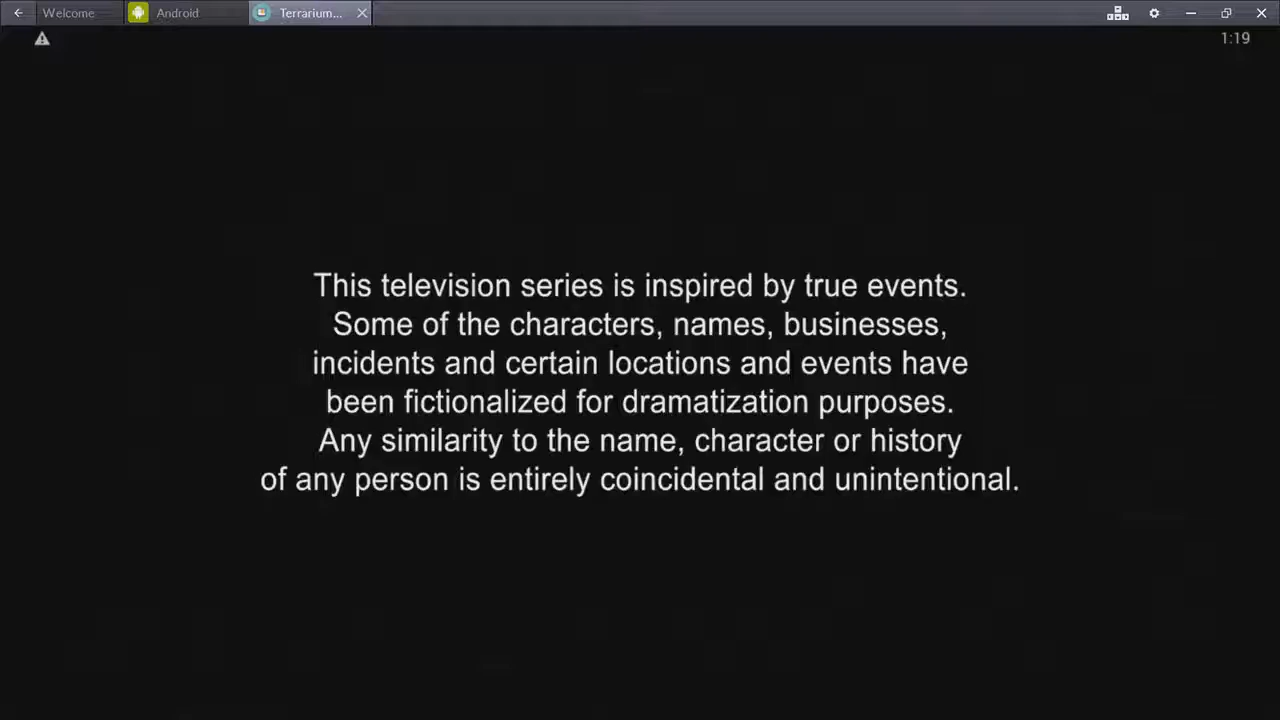 Welcome Android Terrarium...
1:19
This television series is inspired by true events.
Some of the characters, names, businesses,
incidents and certain locations and events have
been fictionalized for dramatization purposes.
Any similarity to the name, character or history
of any person is entirely coincidental and unintentional.